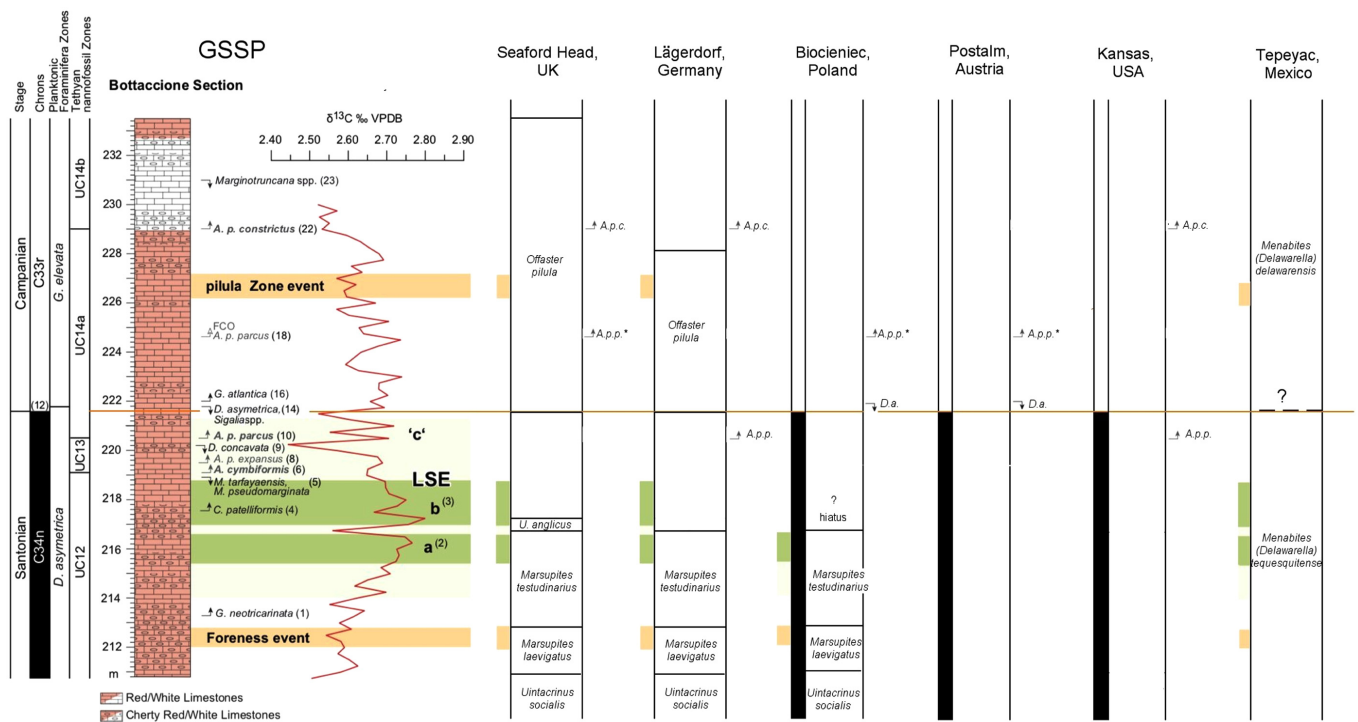 GSSP
Bottaccione Section
Seaford Head,
UK
Lägerdorf,
Germany
Biocieniec,
Poland
Postalm,
Austria
Kansas,
USA
Tepeyac,
Mexico
Stage
Chrons
Planktonic
Foraminifera Zones
Tethyan
nannofossil Zones
δ13C ‰ VPDB
2.40 2.50 2.60 2.70 2.80 2.90
Campanian
Santonian
C33r
(12)
C34n
G. elevata
D. asymetrica
UC14b
UC14a
UC13
UC12
232
230
228
226
224
222
220
218
216
214
212
m
Marginotruncana spp. (23)
A. p. constrictus (22)
pilula Zone event
FCO
A. p. parcus (18)
G. atlantica (16)
D. asymetrica, (14)
Sigaliaspp.
A. p. parcus (10)
D. concavata (9)
A. p. expansus (8)
A. cymbiformis (6)
M. tarfayaensis, (5)
M. pseudomarginata
C. patelliformis (4)
G. neotricarinata (1)
Foreness event
'c'
LSE
b (3)
a (2)
Offaster
pilula
U. anglicus
Marsupites
testudinarius
Marsupites
laevigatus
Uintacrinus
socialis
A.p.c.
A.p.p.*
Offaster
pilula
Marsupites
testudinarius
Marsupites
laevigatus
Uintacrinus
socialis
A.p.c.
A.p.p.
?
hiatus
Marsupites
testudinarius
Marsupites
laevigatus
Uintacrinus
socialis
A.p.p.*
D.a.
A.p.p.*
D.a.
A.p.c.
A.p.p.
Menabites
(Delawarella)
delawarensis
?
Menabites
(Delawarella)
tequesquitense
Red/White Limestones
Cherty Red/White Limestones